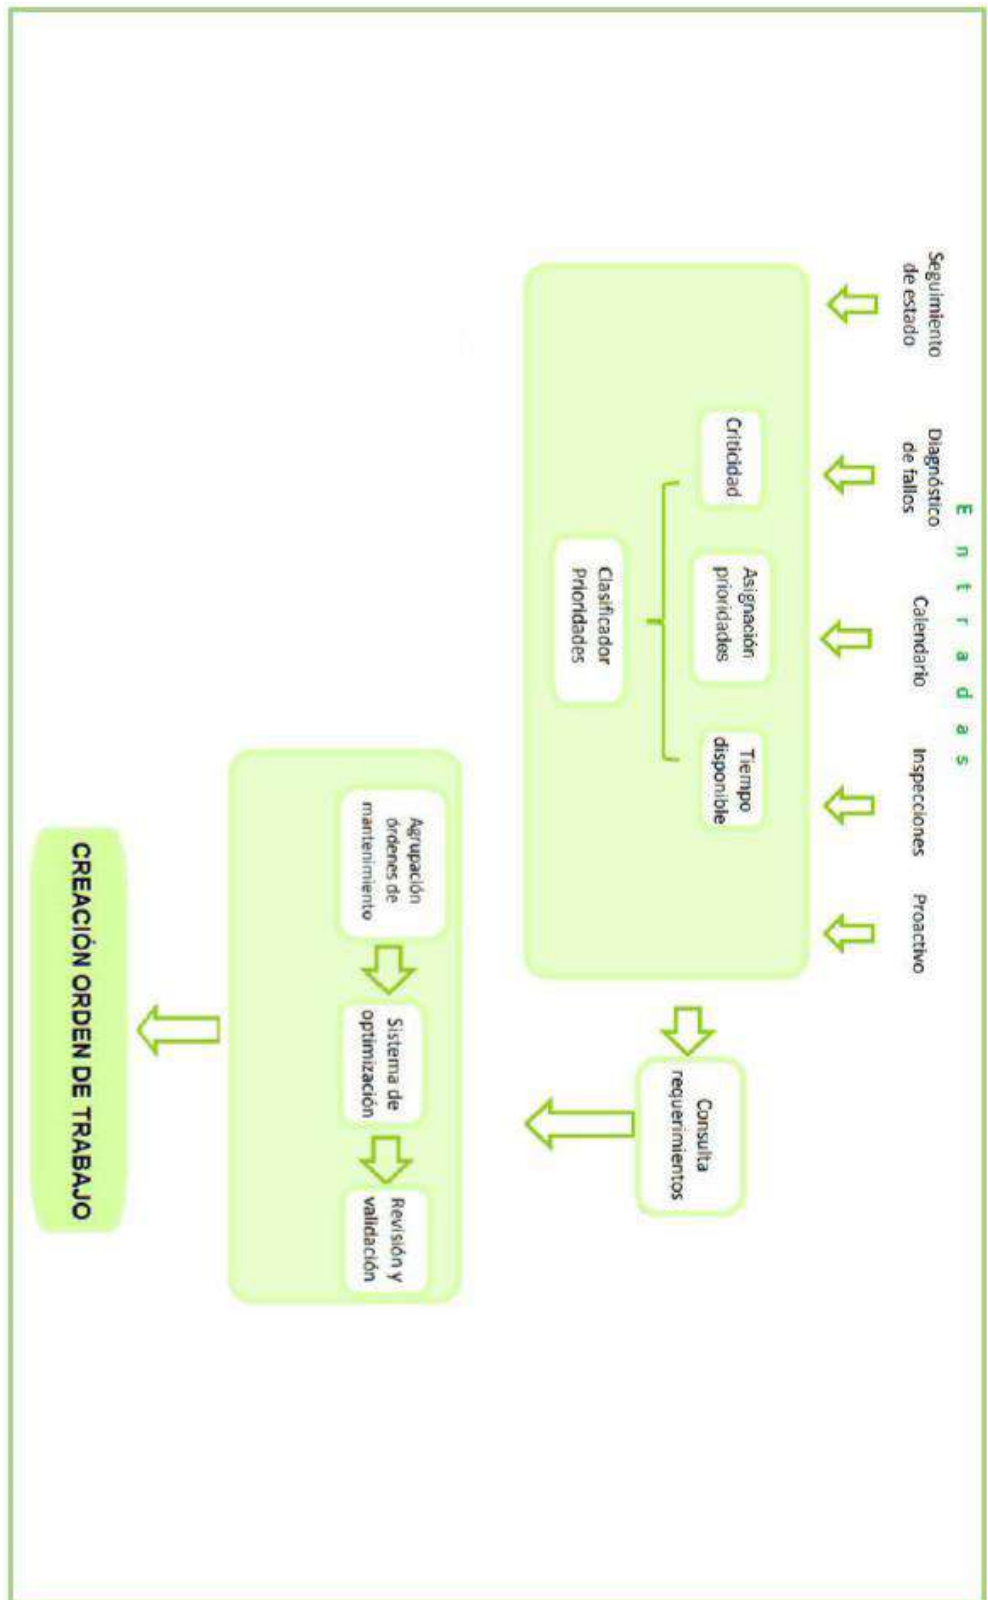 Entradas
Seguimiento
de estado
Diagnóstico
de fallos
Calendario
Inspecciones
Proactivo
Criticidad
Asignación
prioridades
Tiempo
disponible
Clasificador
Prioridades
Consulta
requerimientos
Agrupación
órdenes de
mantenimiento
Sistema de
optimización
Revisión y
validación
CREACIÓN ORDEN DE TRABAJO